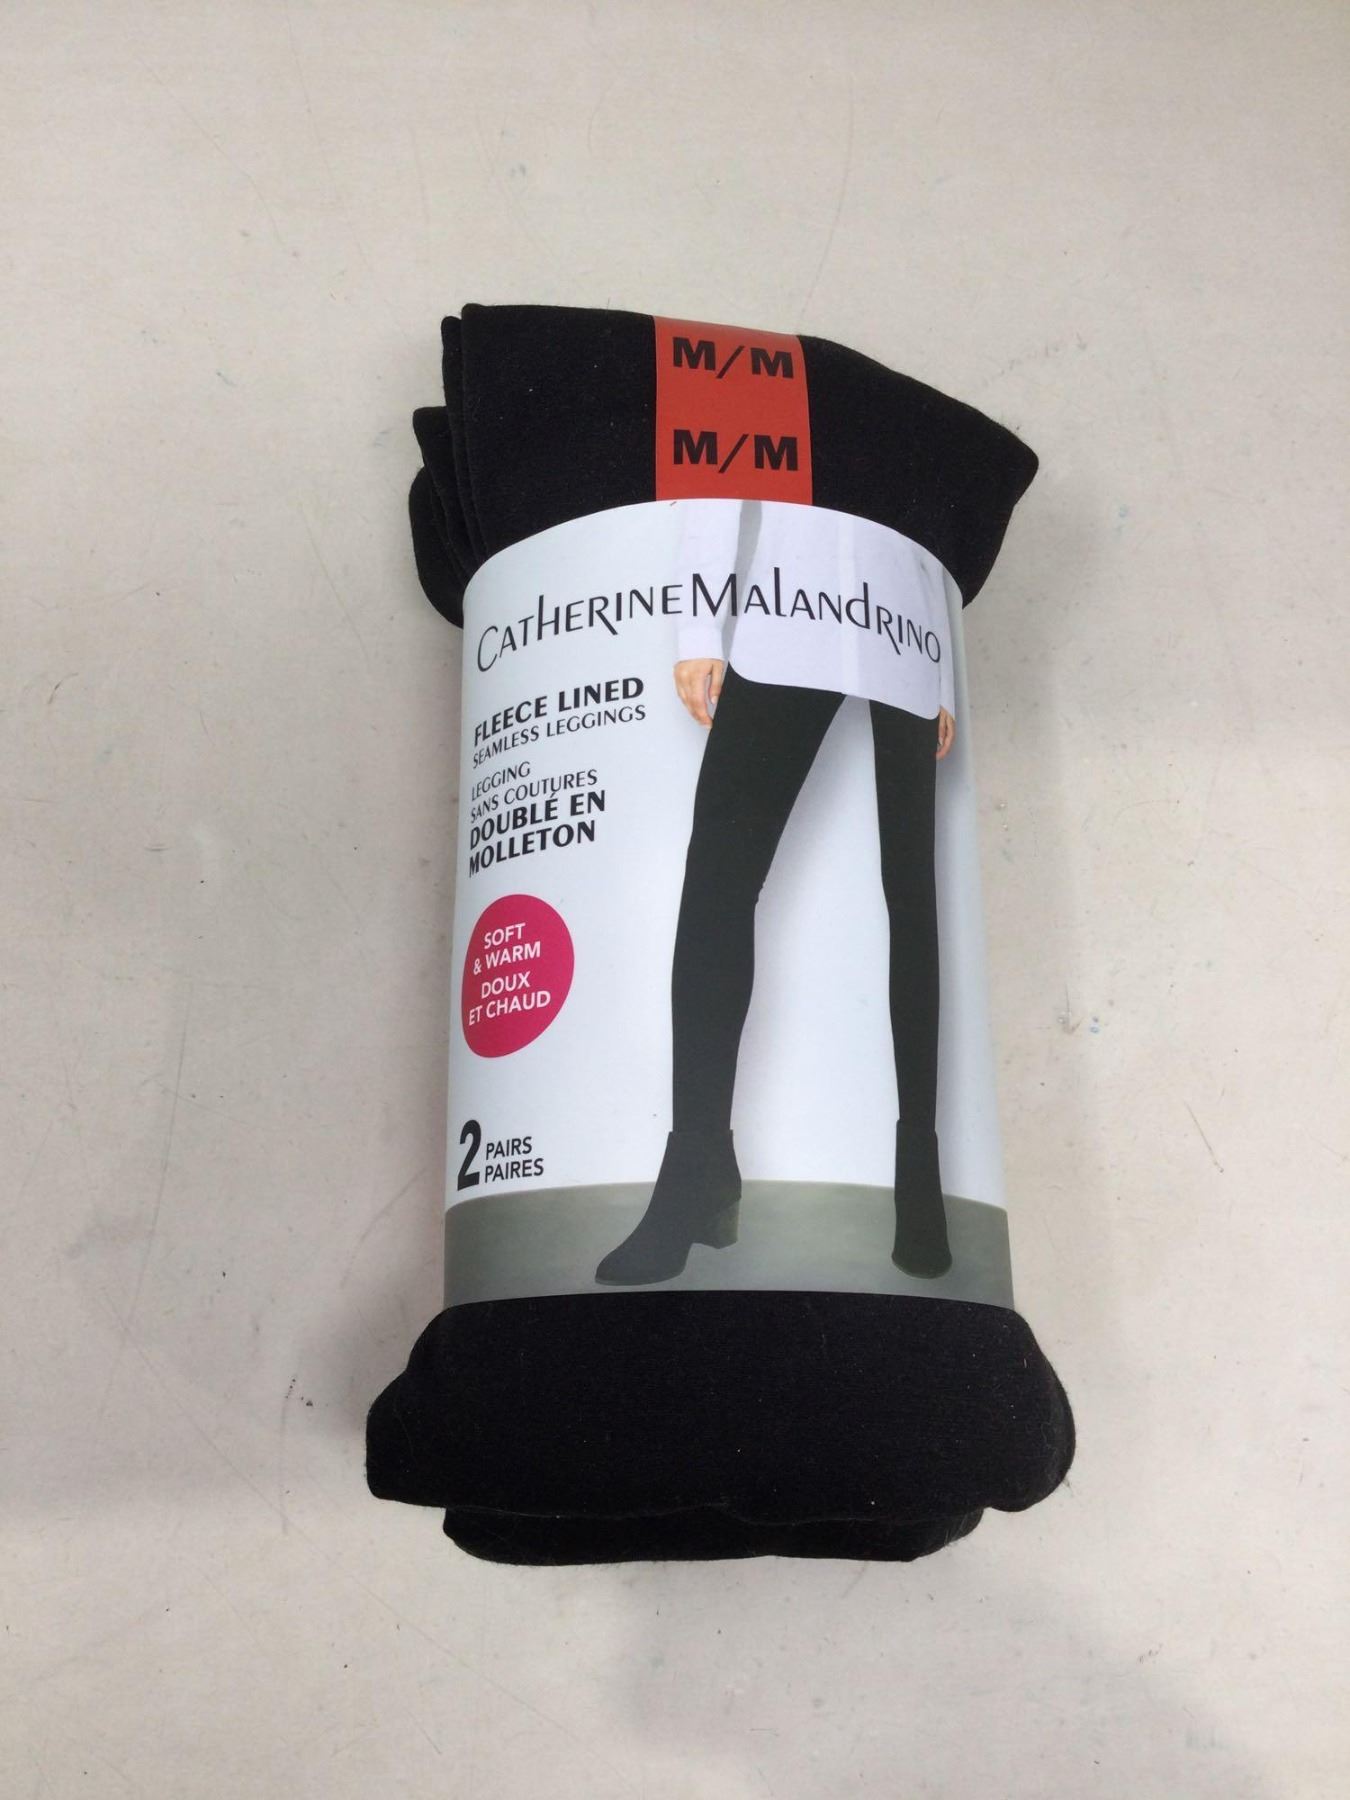 M/M
M/M
CATHERINE MALANDRINO
FLEECE LINED
SEAMLESS LEGGINGS
LEGGING
SANS COUTURES
DOUBLÉ EN
MOLLETON
SOFT
& WARM
DOUX
ET CHAUD
2 PAIRS
PAIRES